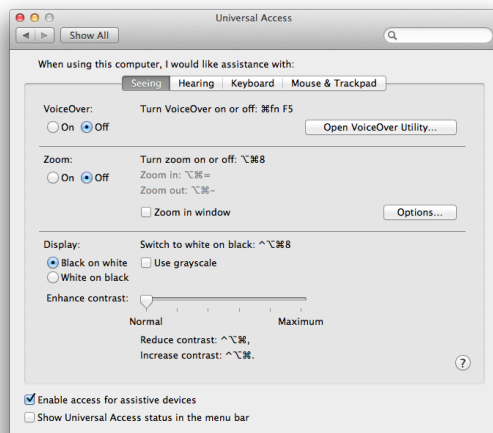 Universal Access
Show All
When using this computer, I would like assistance with:
Seeing Hearing Keyboard Mouse & Trackpad
VoiceOver: Turn VoiceOver on or off: ⌘fn F5
On Off Open VoiceOver Utility...
Zoom: Turn zoom on or off: ⌥⌘8
On Off Zoom in: ⌥⌘=
Zoom out: ⌥⌘-
Zoom in window Options...
Display: Switch to white on black: ^⌥⌘8
Black on white Use grayscale
White on black
Enhance contrast:
Normal Maximum
Reduce contrast: ^⌥⌘,
Increase contrast: ^⌥⌘.
?
Enable access for assistive devices
Show Universal Access status in the menu bar